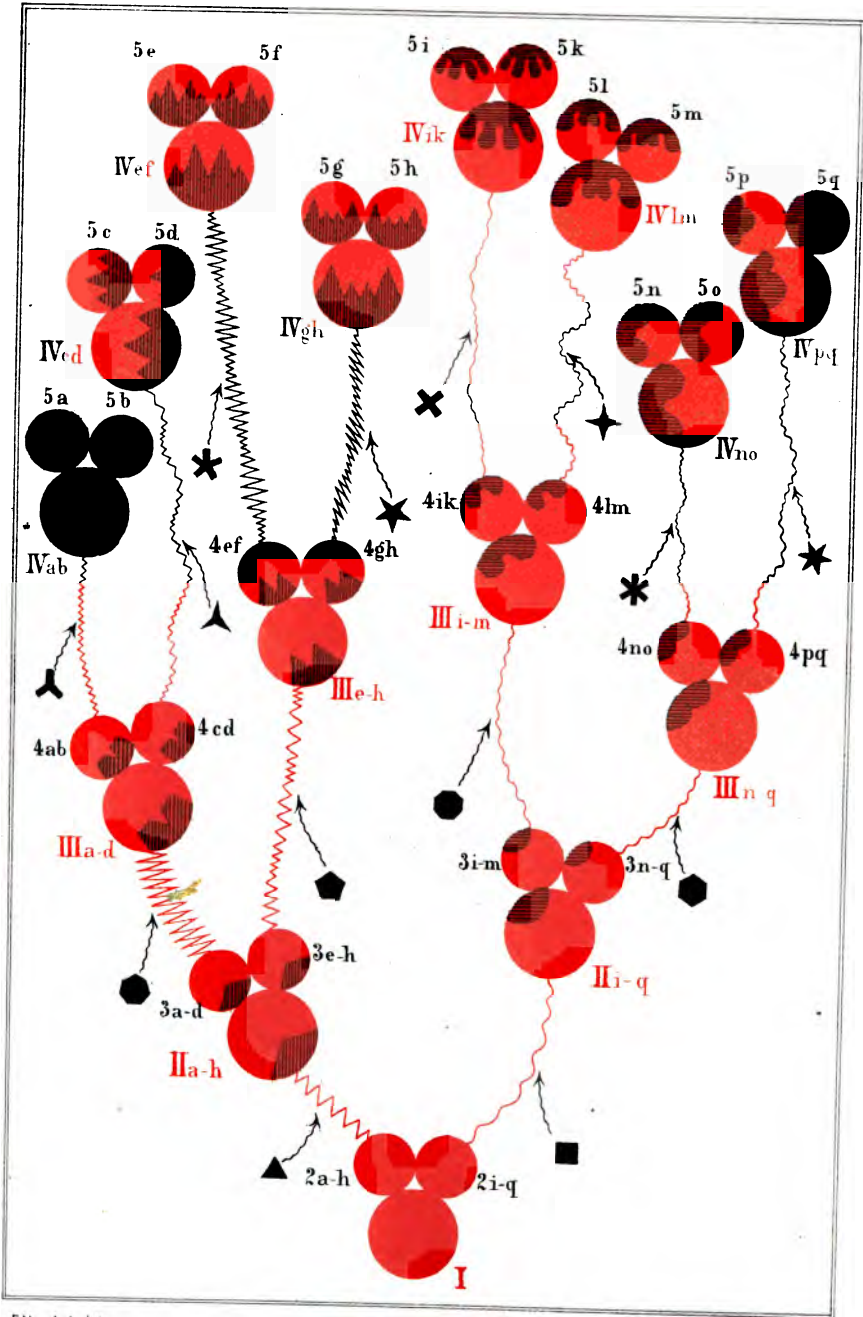 5e 5f
5i 5k
5l
5m
IVef
IVik
5g 5h
5p 5q
IVlm
5c 5d
5n 5o
IVgh
IVcd
IVpq
5a 5b
IVno
4ik 4lm
IVab
4ef 4gh
IIIi-m
4no 4pq
IIIe-h
4ab 4cd
IIIn-q
IIIa-d
3i-m 3n-q
3e-h
3a-d
IIi-q
IIa-h
2a-h 2i-q
I